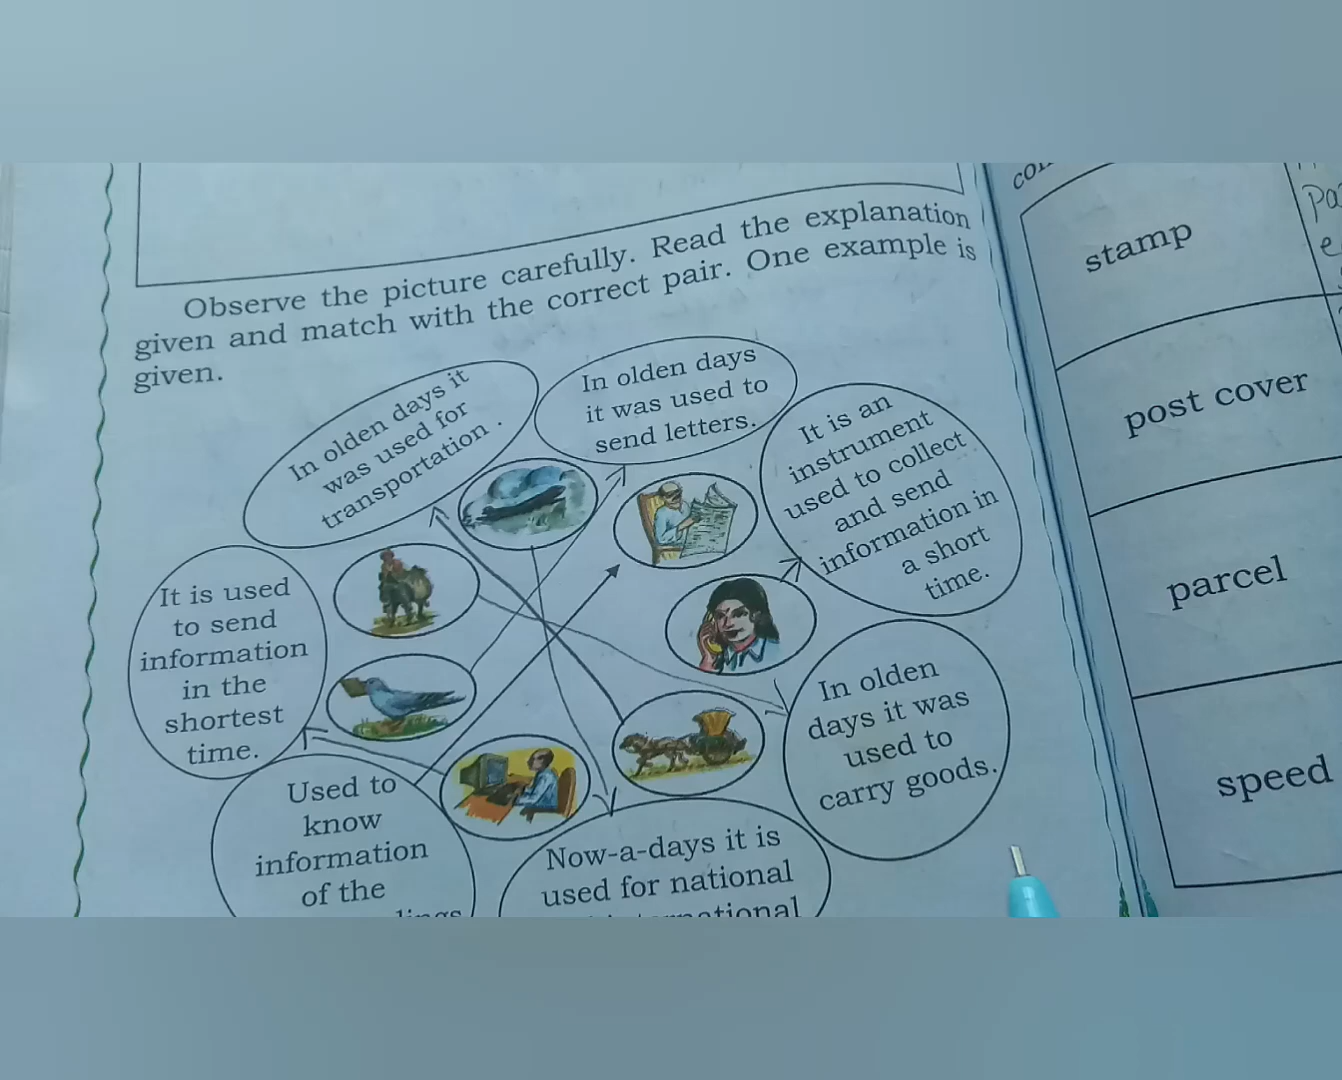 Observe the picture carefully. Read the explanation
given and match with the correct pair. One example is
given.
In olden days it
was used for
transportation .
In olden days
it was used to
send letters.
It is an
instrument
used to collect
and send
information in
a short
time.
It is used
to send
information
in the
shortest
time.
In olden
days it was
used to
carry goods.
Used to
know
information
of the
Now-a-days it is
used for national
stamp
post cover
parcel
speed